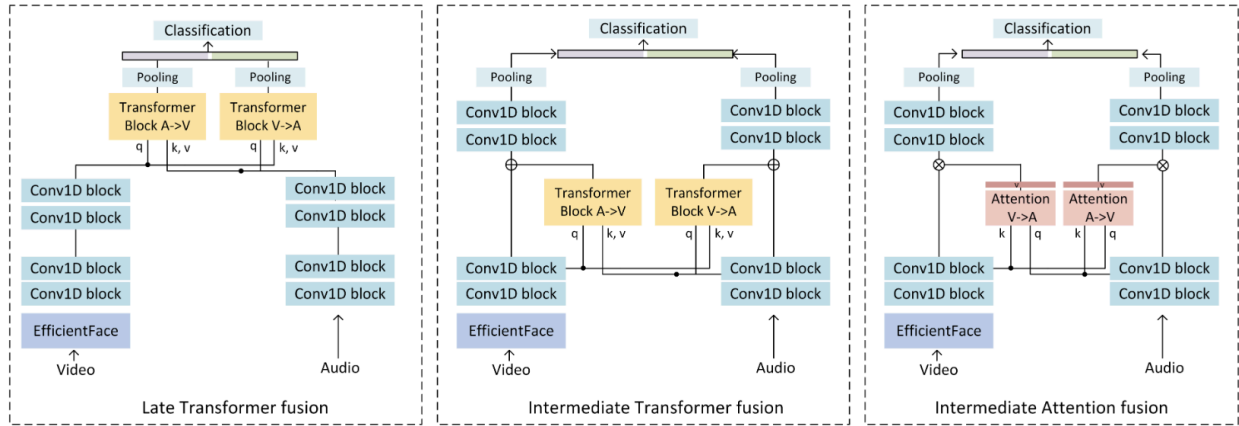 Classification
Pooling
Pooling
Transformer
Block A->V
Transformer
Block V->A
q
k, v
q
k, v
Conv1D block
Conv1D block
Conv1D block
Conv1D block
Conv1D block
Conv1D block
Conv1D block
Conv1D block
EfficientFace
Video
Audio
Late Transformer fusion
Classification
Pooling
Pooling
Conv1D block
Conv1D block
Conv1D block
Conv1D block
Transformer
Block A->V
Transformer
Block V->A
q
k, v
q
k, v
Conv1D block
Conv1D block
Conv1D block
Conv1D block
EfficientFace
Video
Audio
Intermediate Transformer fusion
Classification
Pooling
Pooling
Conv1D block
Conv1D block
Conv1D block
Conv1D block
v
v
Attention
V->A
Attention
A->V
k
q
k
q
Conv1D block
Conv1D block
Conv1D block
Conv1D block
EfficientFace
Video
Audio
Intermediate Attention fusion